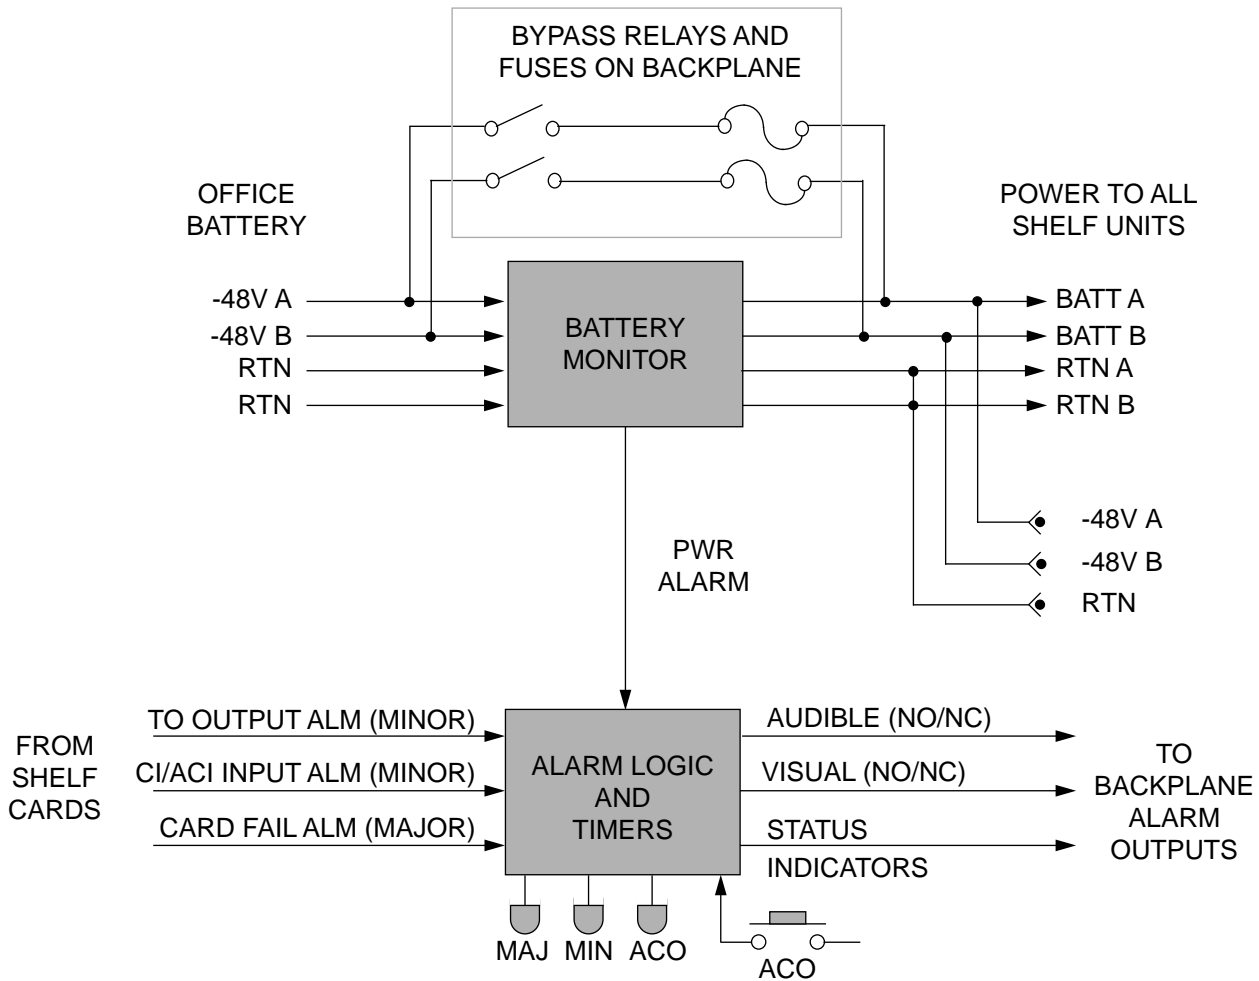 BYPASS RELAYS AND
FUSES ON BACKPLANE
OFFICE
BATTERY
POWER TO ALL
SHELF UNITS
-48V A
-48V B
RTN
RTN
BATTERY
MONITOR
BATT A
BATT B
RTN A
RTN B
-48V A
-48V B
RTN
PWR
ALARM
FROM
SHELF
CARDS
TO OUTPUT ALM (MINOR)
CI/ACI INPUT ALM (MINOR)
CARD FAIL ALM (MAJOR)
ALARM LOGIC
AND
TIMERS
AUDIBLE (NO/NC)
VISUAL (NO/NC)
STATUS
INDICATORS
TO
BACKPLANE
ALARM
OUTPUTS
MAJ
MIN
ACO
ACO